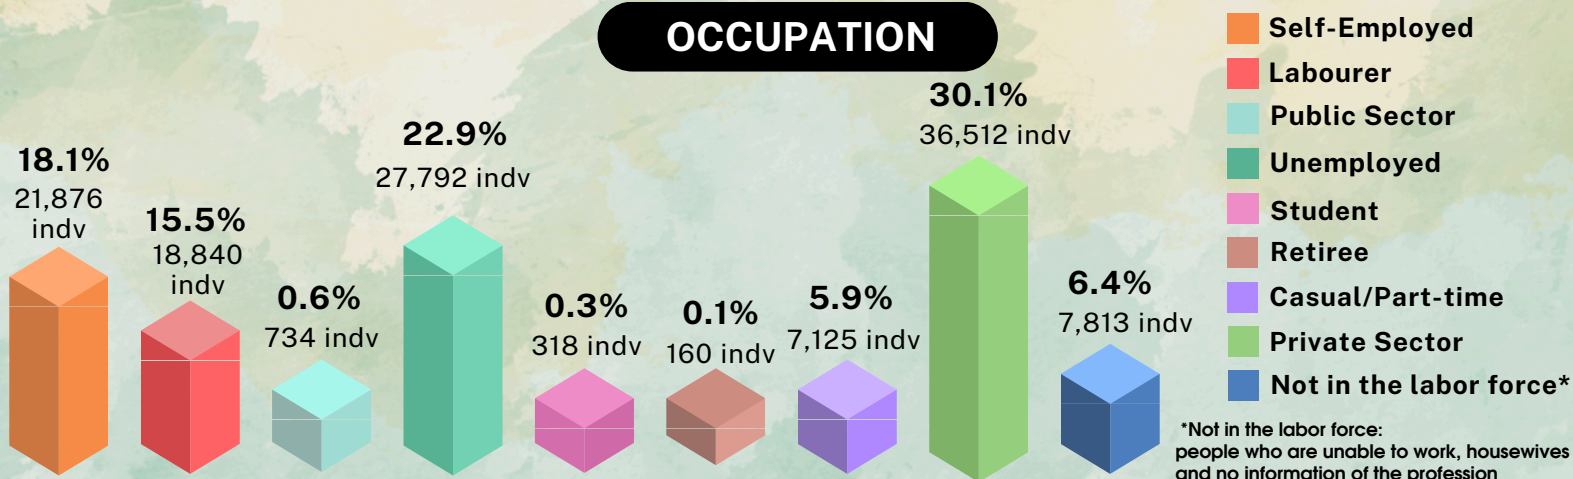 OCCUPATION
18.1%
21,876
indv
15.5%
18,840
indv
0.6%
734 indv
22.9%
27,792 indv
0.3%
318 indv
0.1%
160 indv
5.9%
7,125 indv
30.1%
36,512 indv
6.4%
7,813 indv
Self-Employed
Labourer
Public Sector
Unemployed
Student
Retiree
Casual/Part-time
Private Sector
Not in the labor force*
*Not in the labor force:
people who are unable to work, housewives
and no information of the profession